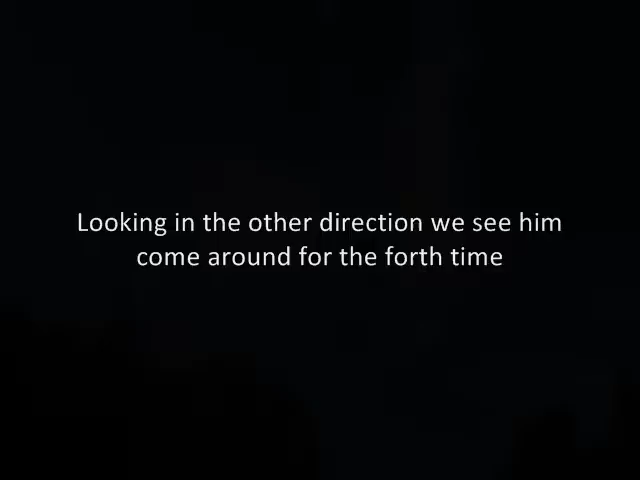 Looking in the other direction we see him
come around for the forth time